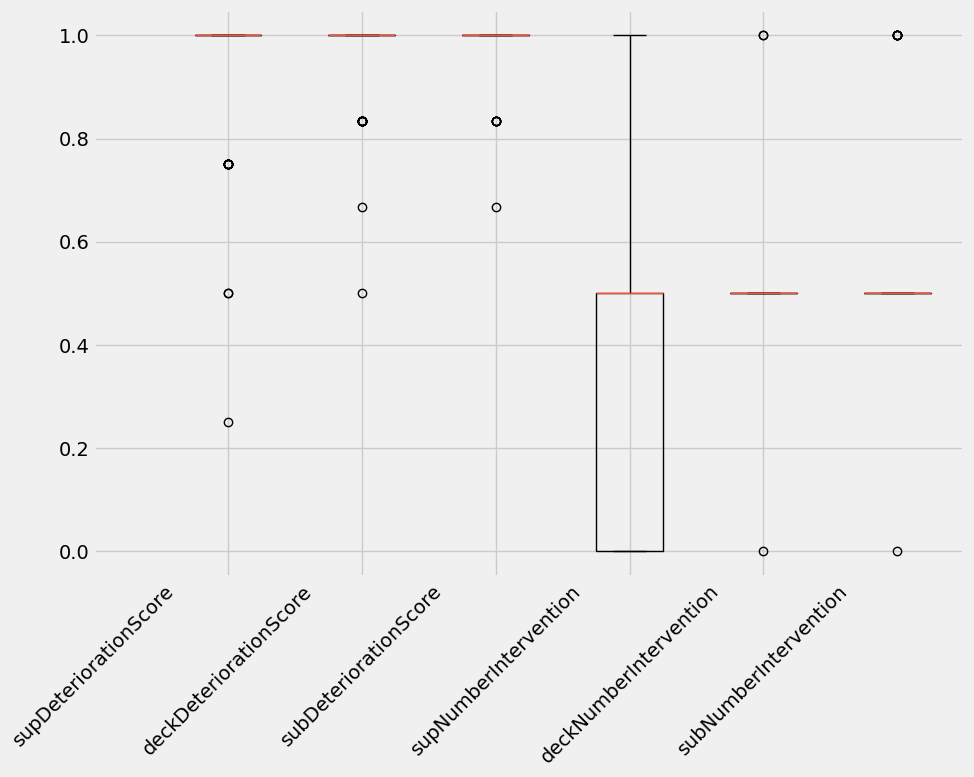 1.0
0.8
0.6
0.4
0.2
0.0
supDeteriorationScore
deckDeteriorationScore
subDeteriorationScore
supNumberIntervention
deckNumberIntervention
subNumberIntervention